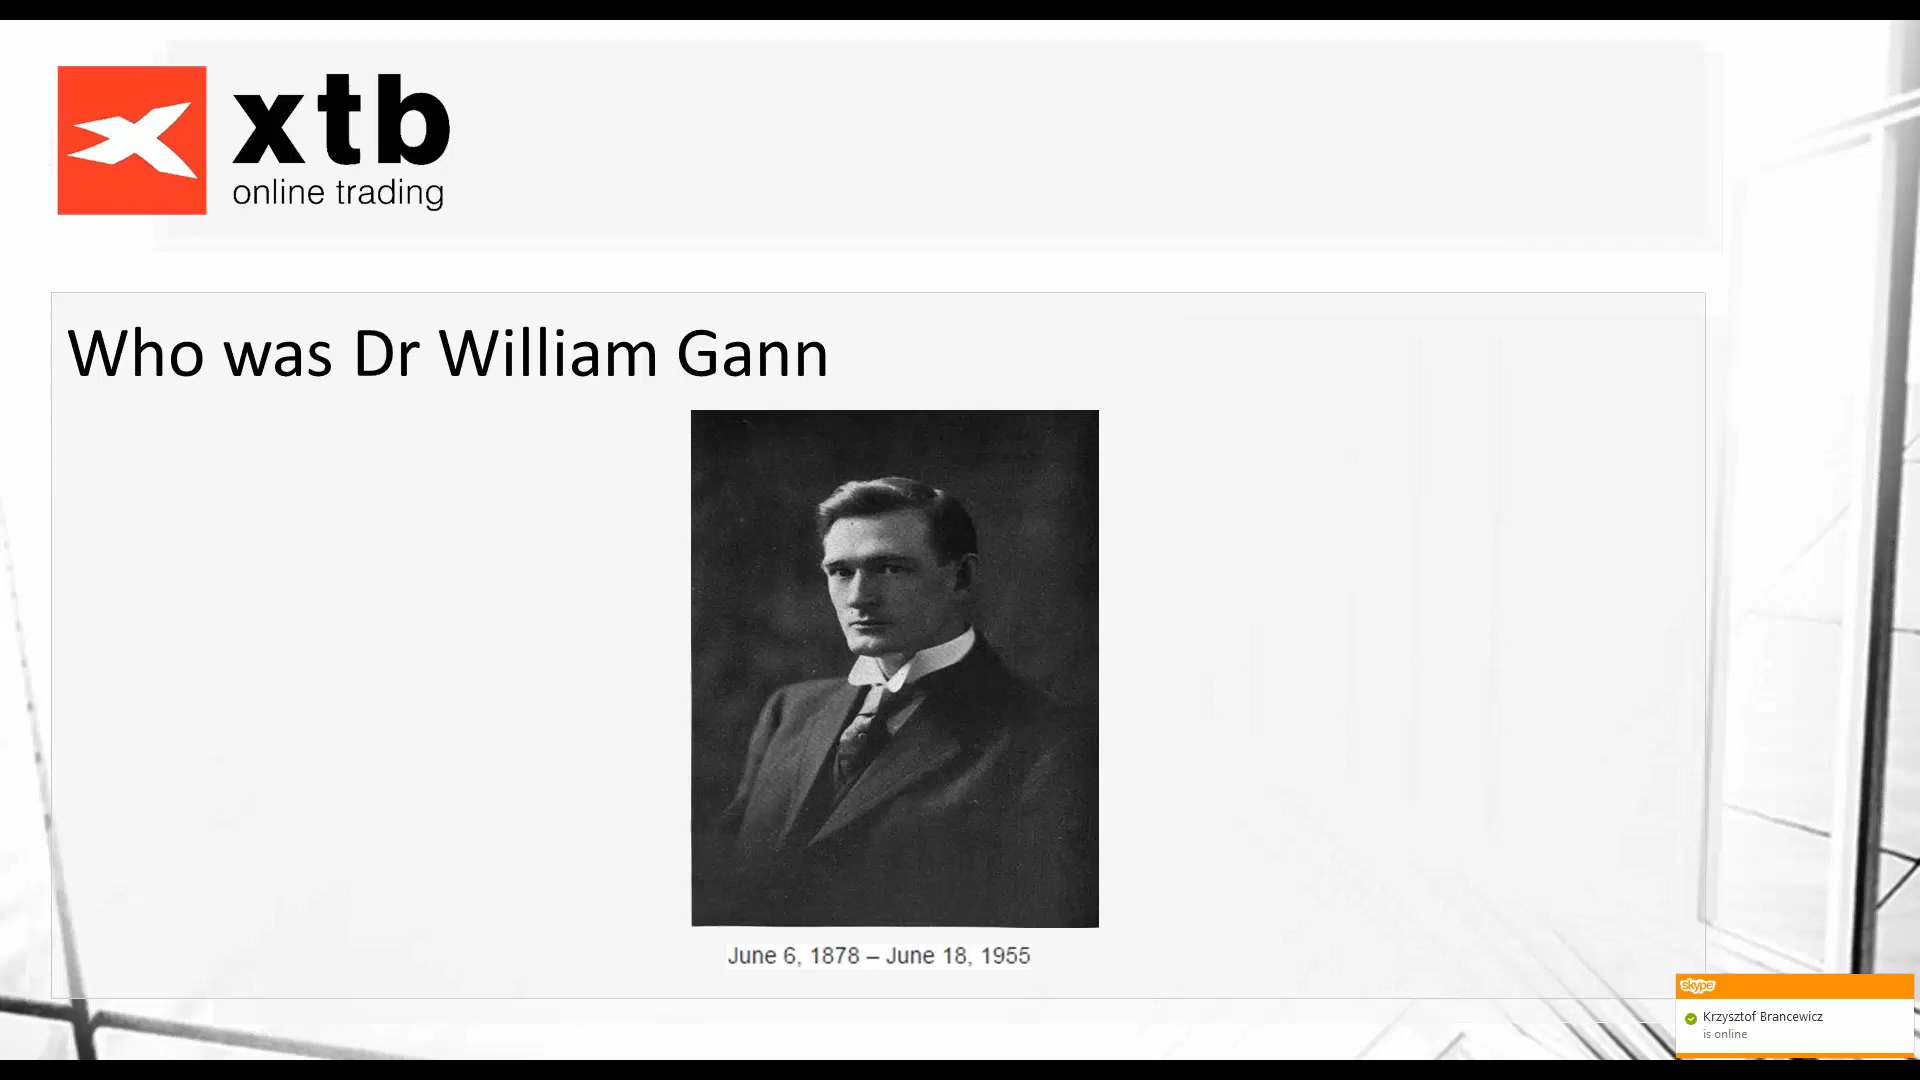 xtb
online trading
Who was Dr William Gann
June 6, 1878 – June 18, 1955
skype
Krzysztof Brancewicz
is online